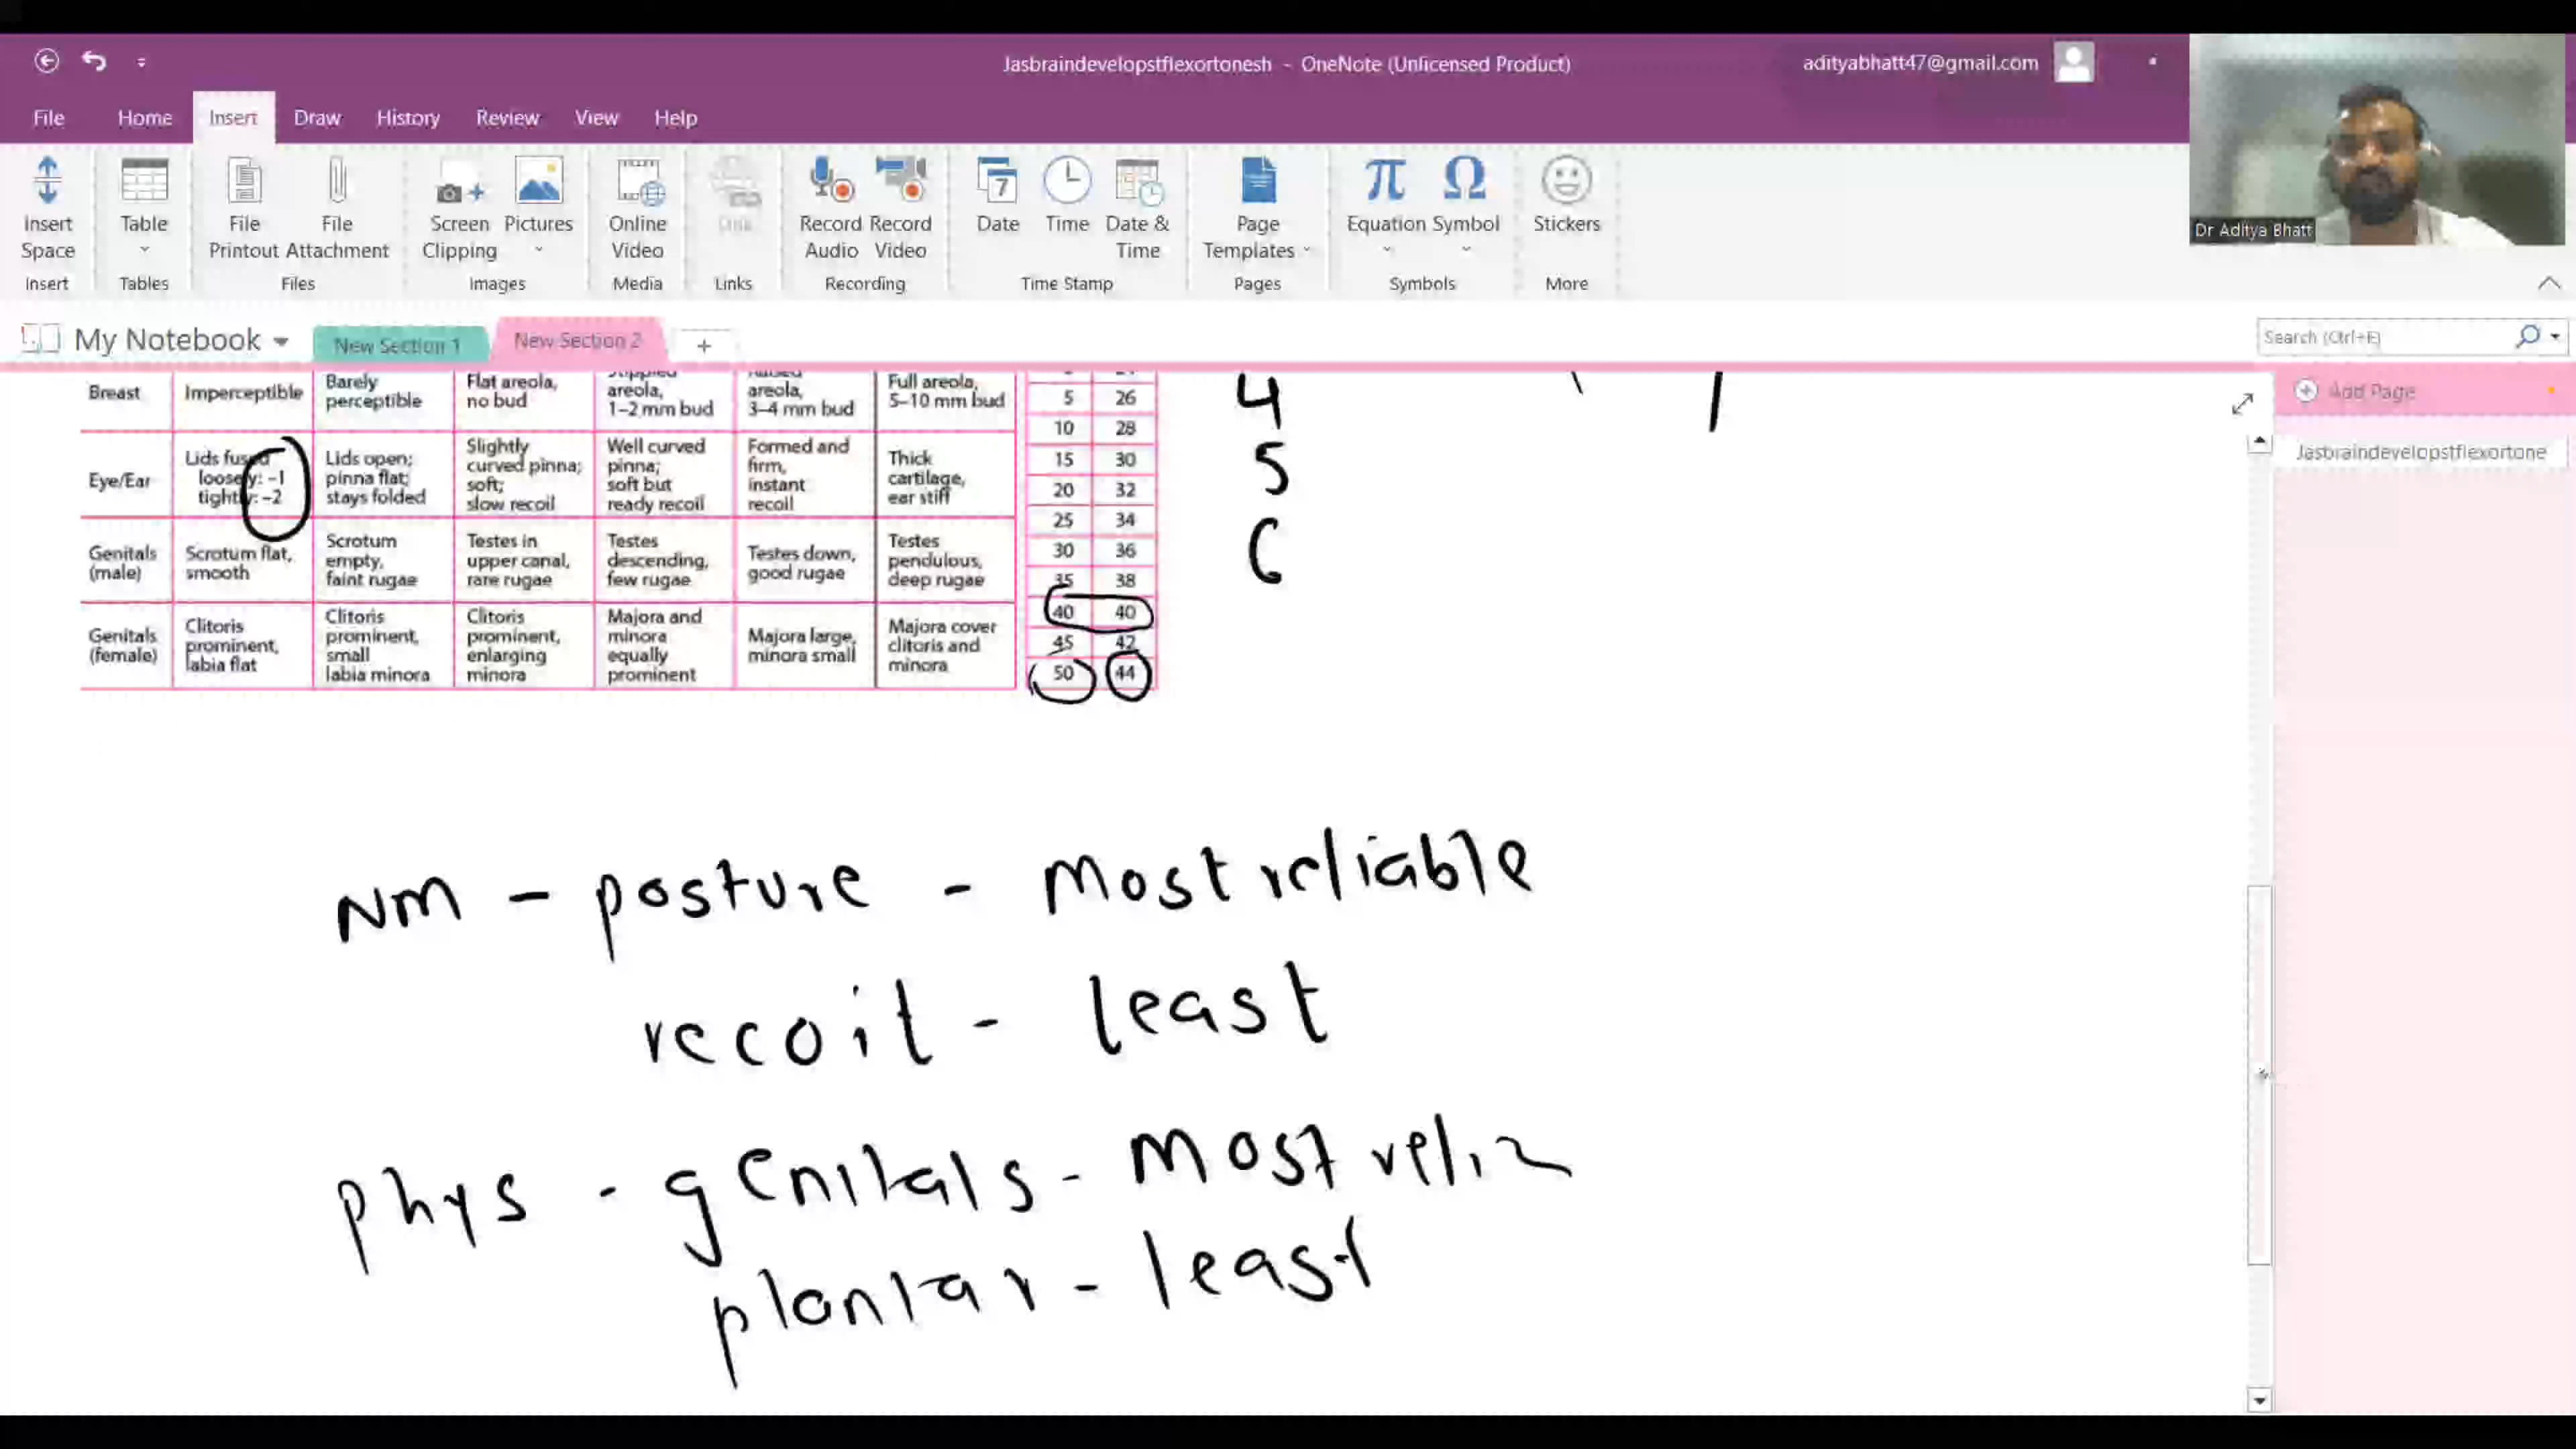 Jasbraindevelopstflexortonesh - OneNote (Unlicensed Product)
adityabhatt47@gmail.com
Dr Aditya Bhatt
File Home Insert Draw History Review View Help
Insert Space
Table
File Printout
File Attachment
Screen Clipping
Pictures
Online Video
Link
Record Audio
Record Video
Date
Time
Date & Time
Page Templates
Equation
Symbol
Stickers
Insert Tables Files Images Media Links Recording Time Stamp Pages Symbols More
My Notebook
New Section 1
New Section 2
Search (Ctrl+E)
Add Page
Jasbraindevelopstflexortone
Breast
Imperceptible
Barely
perceptible
Flat areola,
no bud
areola,
1–2 mm bud
areola,
3–4 mm bud
Full areola,
5–10 mm bud
Eye/Ear
Lids fused
loosely: –1
tightly: –2
Lids open;
pinna flat;
stays folded
Slightly
curved pinna;
soft;
slow recoil
Well curved
pinna;
soft but
ready recoil
Formed and
firm,
instant
recoil
Thick
cartilage,
ear stiff
Genitals
(male)
Scrotum flat,
smooth
Scrotum
empty,
faint rugae
Testes in
upper canal,
rare rugae
Testes
descending,
few rugae
Testes down,
good rugae
Testes
pendulous,
deep rugae
Genitals
(female)
Clitoris
prominent,
labia flat
Clitoris
prominent,
small
labia minora
Clitoris
prominent,
enlarging
minora
Majora and
minora
equally
prominent
Majora large,
minora small
Majora cover
clitoris and
minora
5 26
10 28
15 30
20 32
25 34
30 36
35 38
40 40
45 42
50 44
4
5
6
NM - posture - Most reliable
recoil - least
phys - genitals - Most
plantar - least